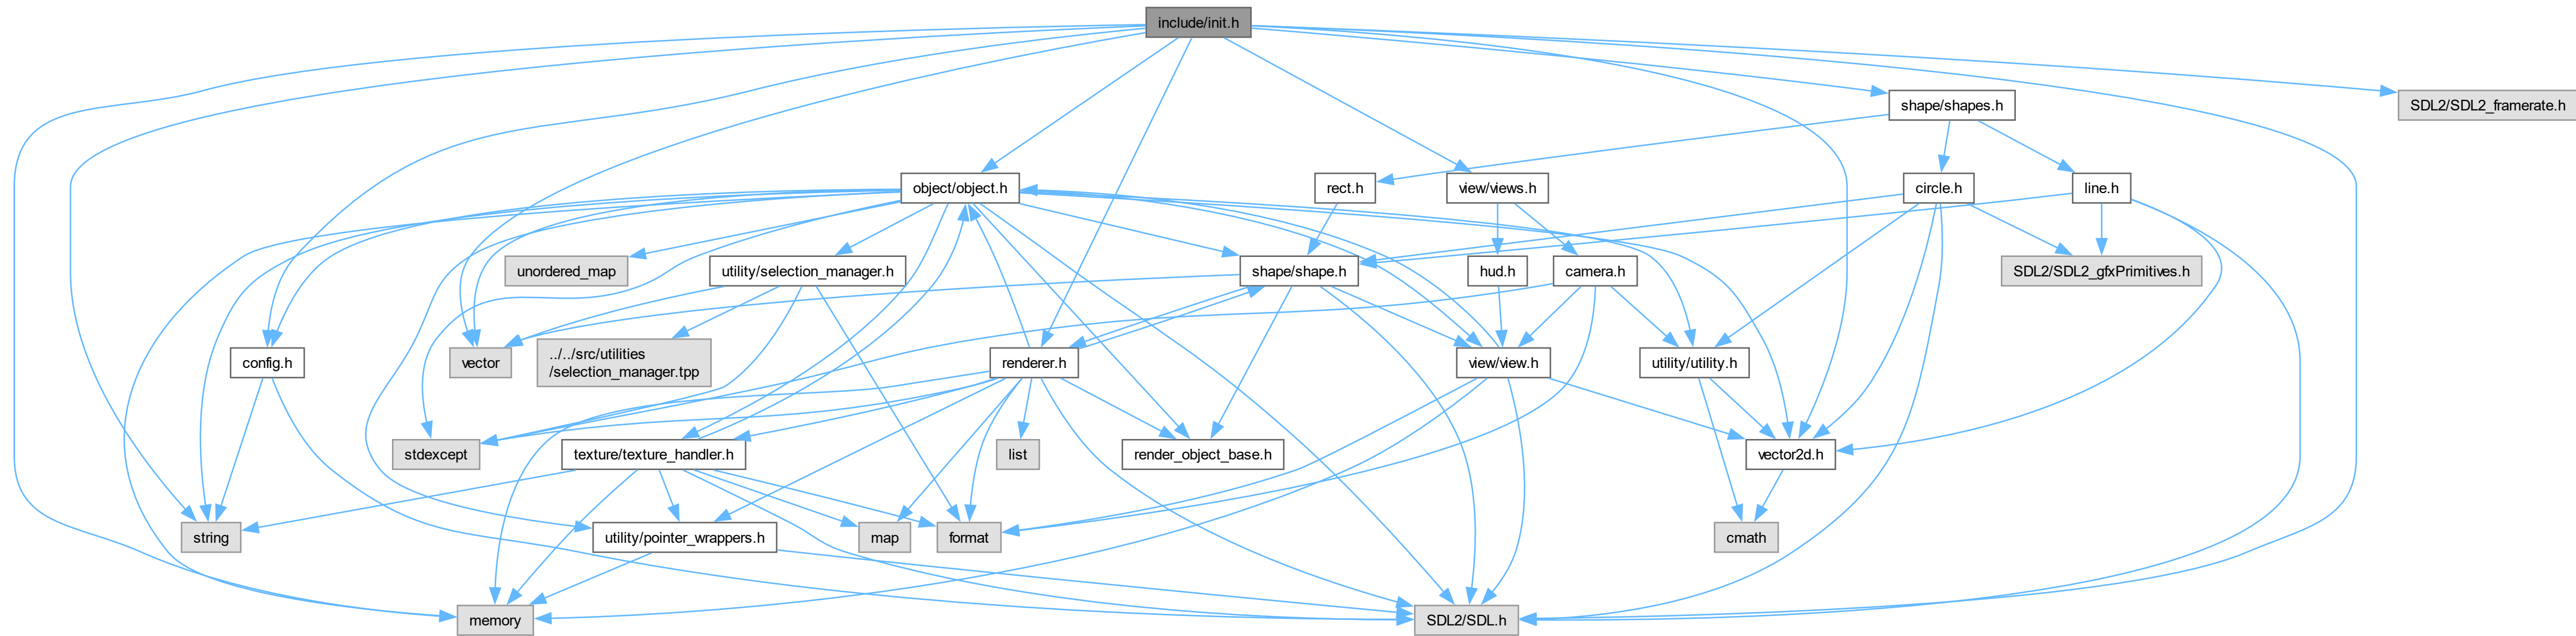 include/init.h
shape/shapes.h
SDL2/SDL2_framerate.h
object/object.h
rect.h
view/views.h
circle.h
line.h
unordered_map
utility/selection_manager.h
shape/shape.h
hud.h
camera.h
SDL2/SDL2_gfxPrimitives.h
config.h
vector
../../src/utilities
/selection_manager.tpp
renderer.h
view/view.h
utility/utility.h
stdexcept
texture/texture_handler.h
list
render_object_base.h
vector2d.h
string
utility/pointer_wrappers.h
map
format
cmath
memory
SDL2/SDL.h